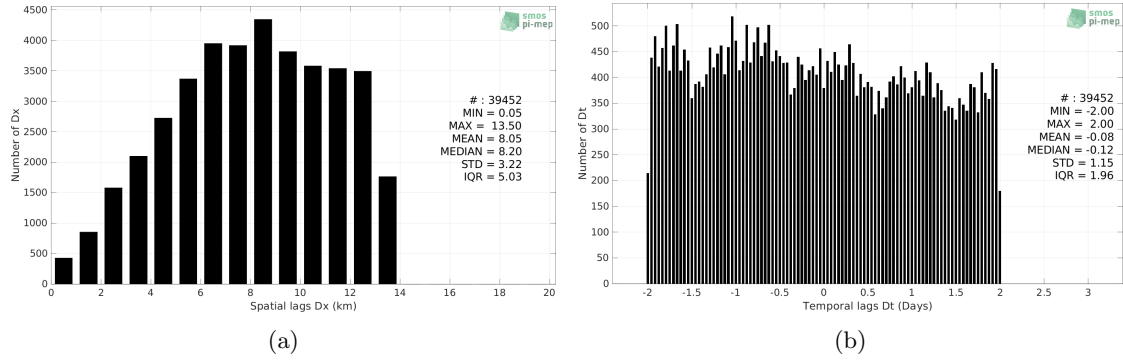 smos
pi-mep
4500
4000
3500
3000
2500
2000
1500
1000
500
0
Number of Dx
# : 39452
MIN = 0.05
MAX = 13.50
MEAN = 8.05
MEDIAN = 8.20
STD = 3.22
IQR = 5.03
0 2 4 6 8 10 12 14 16 18 20
Spatial lags Dx (km)
(a)
smos
pi-mep
500
450
400
350
300
250
200
150
100
50
0
Number of Dt
# : 39452
MIN = -2.00
MAX = 2.00
MEAN = -0.08
MEDIAN = -0.12
STD = 1.15
IQR = 1.96
-2 -1.5 -1 -0.5 0 0.5 1 1.5 2 2.5 3
Temporal lags Dt (Days)
(b)